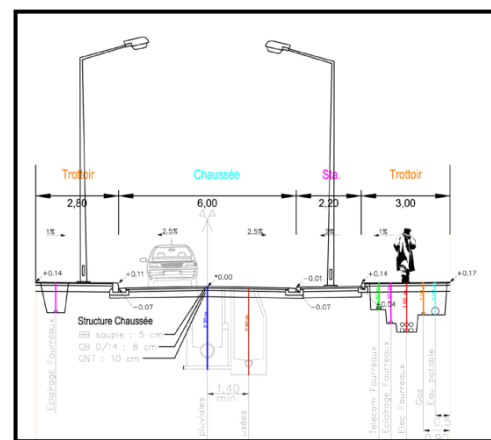 Trottoir
Chaussée
Sta.
Trottoir
2,80
6,00
2,20
3,00
1%
2.5%
2.5%
2%
1%
+0.14
+0.11
+0.00
-0.01
+0.14
+0.17
-0.07
-0.07
Structure Chaussée
BB souple : 5 cm
GB 0/14 : 8 cm
GNT : 10 cm
1,40
mini
Eclairage Fourreaux
pluviales
usées
Telecom Fourreaux
Eclairage Fourreaux
Elec Fourreaux
Gaz
Eau potable